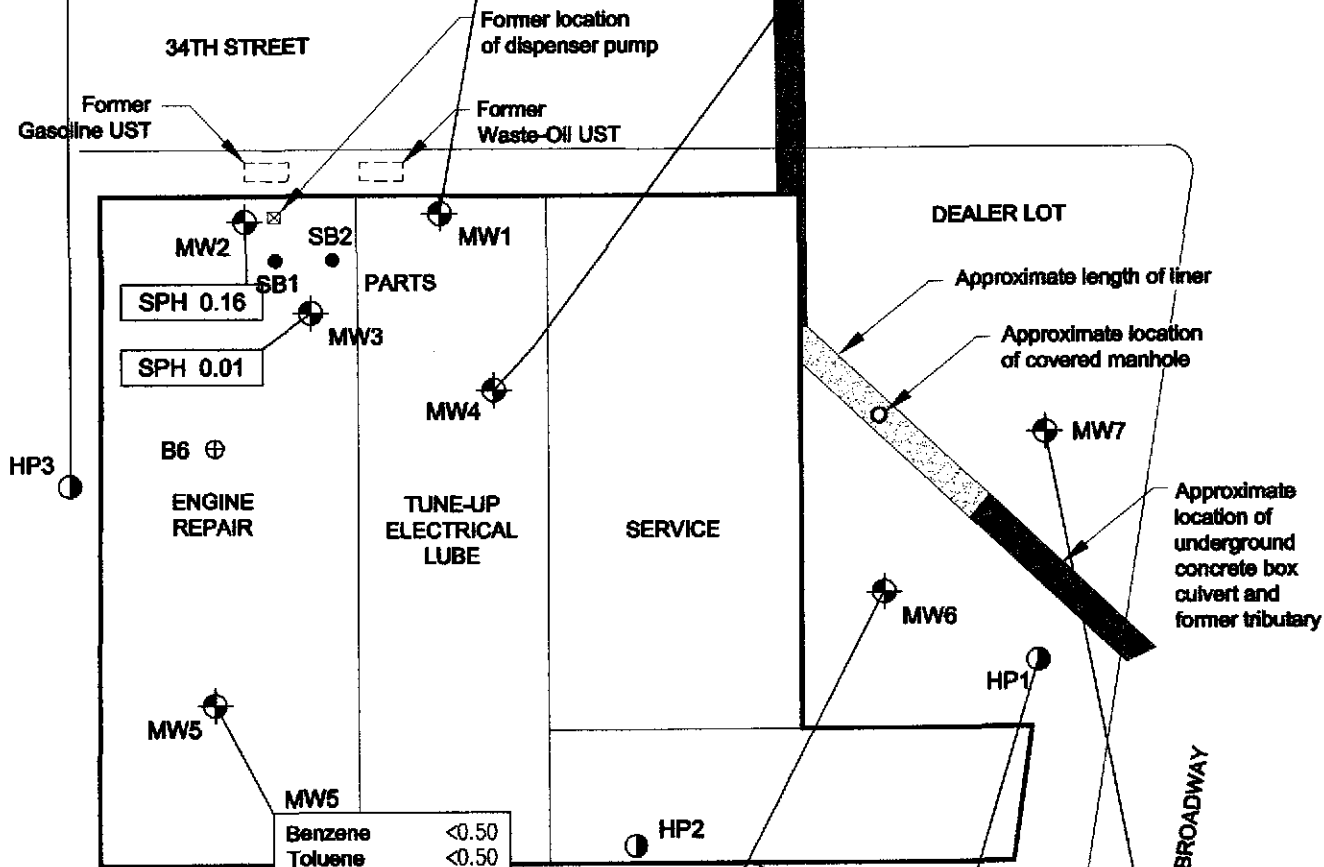 34TH STREET
Former location
of dispenser pump
Former
Gasoline UST
Former
Waste-Oil UST
DEALER LOT
MW2
SB2
MW1
SB1
PARTS
SPH 0.16
MW3
SPH 0.01
Approximate length of liner
Approximate location
of covered manhole
MW4
MW7
B6
HP3
ENGINE
REPAIR
TUNE-UP
ELECTRICAL
LUBE
SERVICE
Approximate
location of
underground
concrete box
culvert and
former tributary
MW6
HP1
MW5
BROADWAY
MW5
Benzene <0.50
Toluene <0.50
HP2